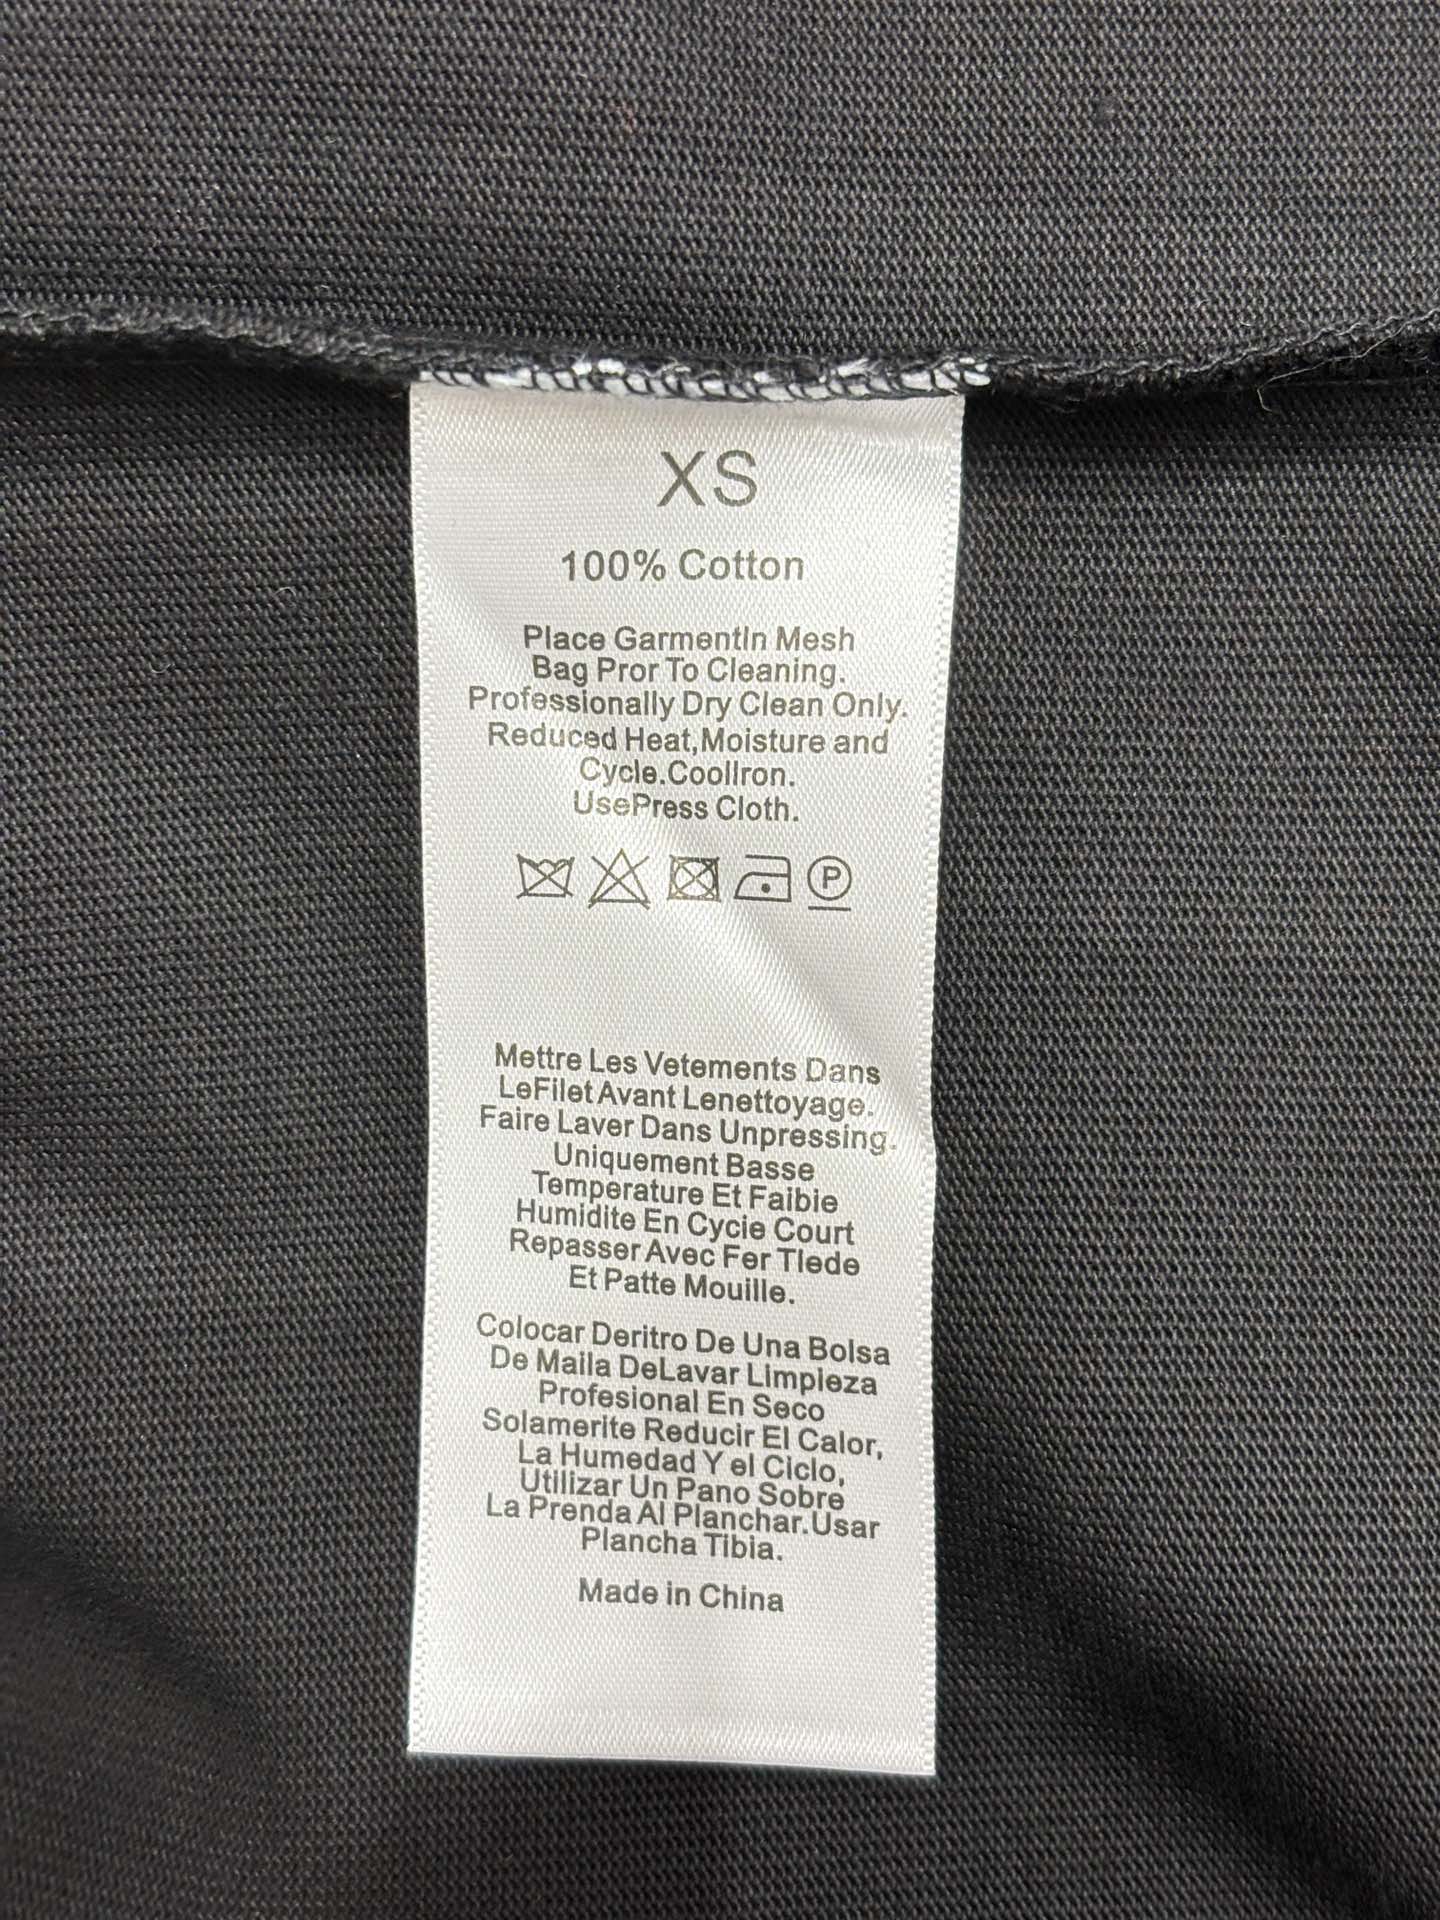 XS
100% Cotton
Place GarmentIn Mesh
Bag Pror To Cleaning.
Professionally Dry Clean Only.
Reduced Heat,Moisture and
Cycle.CoolIron.
UsePress Cloth.
P
Mettre Les Vetements Dans
LeFilet Avant Lenettoyage.
Faire Laver Dans Unpressing.
Uniquement Basse
Temperature Et Faibie
Humidite En Cycie Court
Repasser Avec Fer Tlede
Et Patte Mouille.
Colocar Deritro De Una Bolsa
De Maila DeLavar Limpieza
Profesional En Seco
Solamerite Reducir El Calor,
La Humedad Y el Ciclo,
Utilizar Un Pano Sobre
La Prenda Al Planchar.Usar
Plancha Tibia.
Made in China